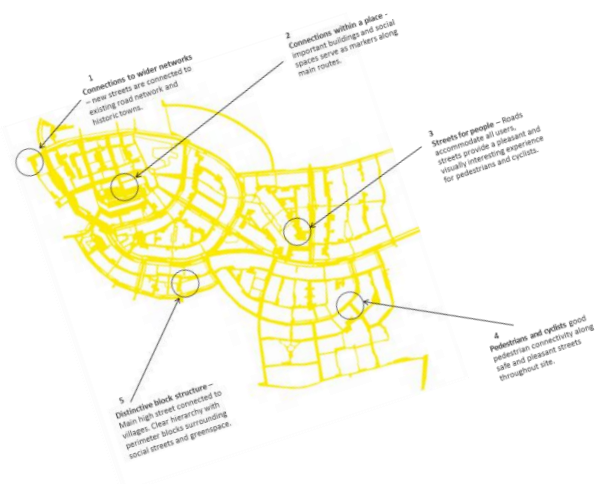 1
Connections to wider networks
– new streets are connected to
existing road network and
historic towns.
2
Connections within a place -
important buildings and social
spaces serve as markers along
main routes.
3
Streets for people – Roads
accommodate all users,
streets provide a pleasant and
visually interesting experience
for pedestrians and cyclists.
4
Pedestrians and cyclists good
pedestrian connectivity along
safe and pleasant streets
throughout site.
5
Distinctive block structure –
Main high street connected to
villages. Clear hierarchy with
perimeter blocks surrounding
social streets and greenspace.